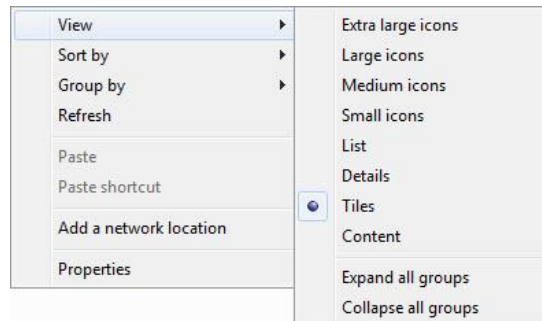 View
Sort by
Group by
Refresh
Paste
Paste shortcut
Add a network location
Properties
Extra large icons
Large icons
Medium icons
Small icons
List
Details
Tiles
Content
Expand all groups
Collapse all groups